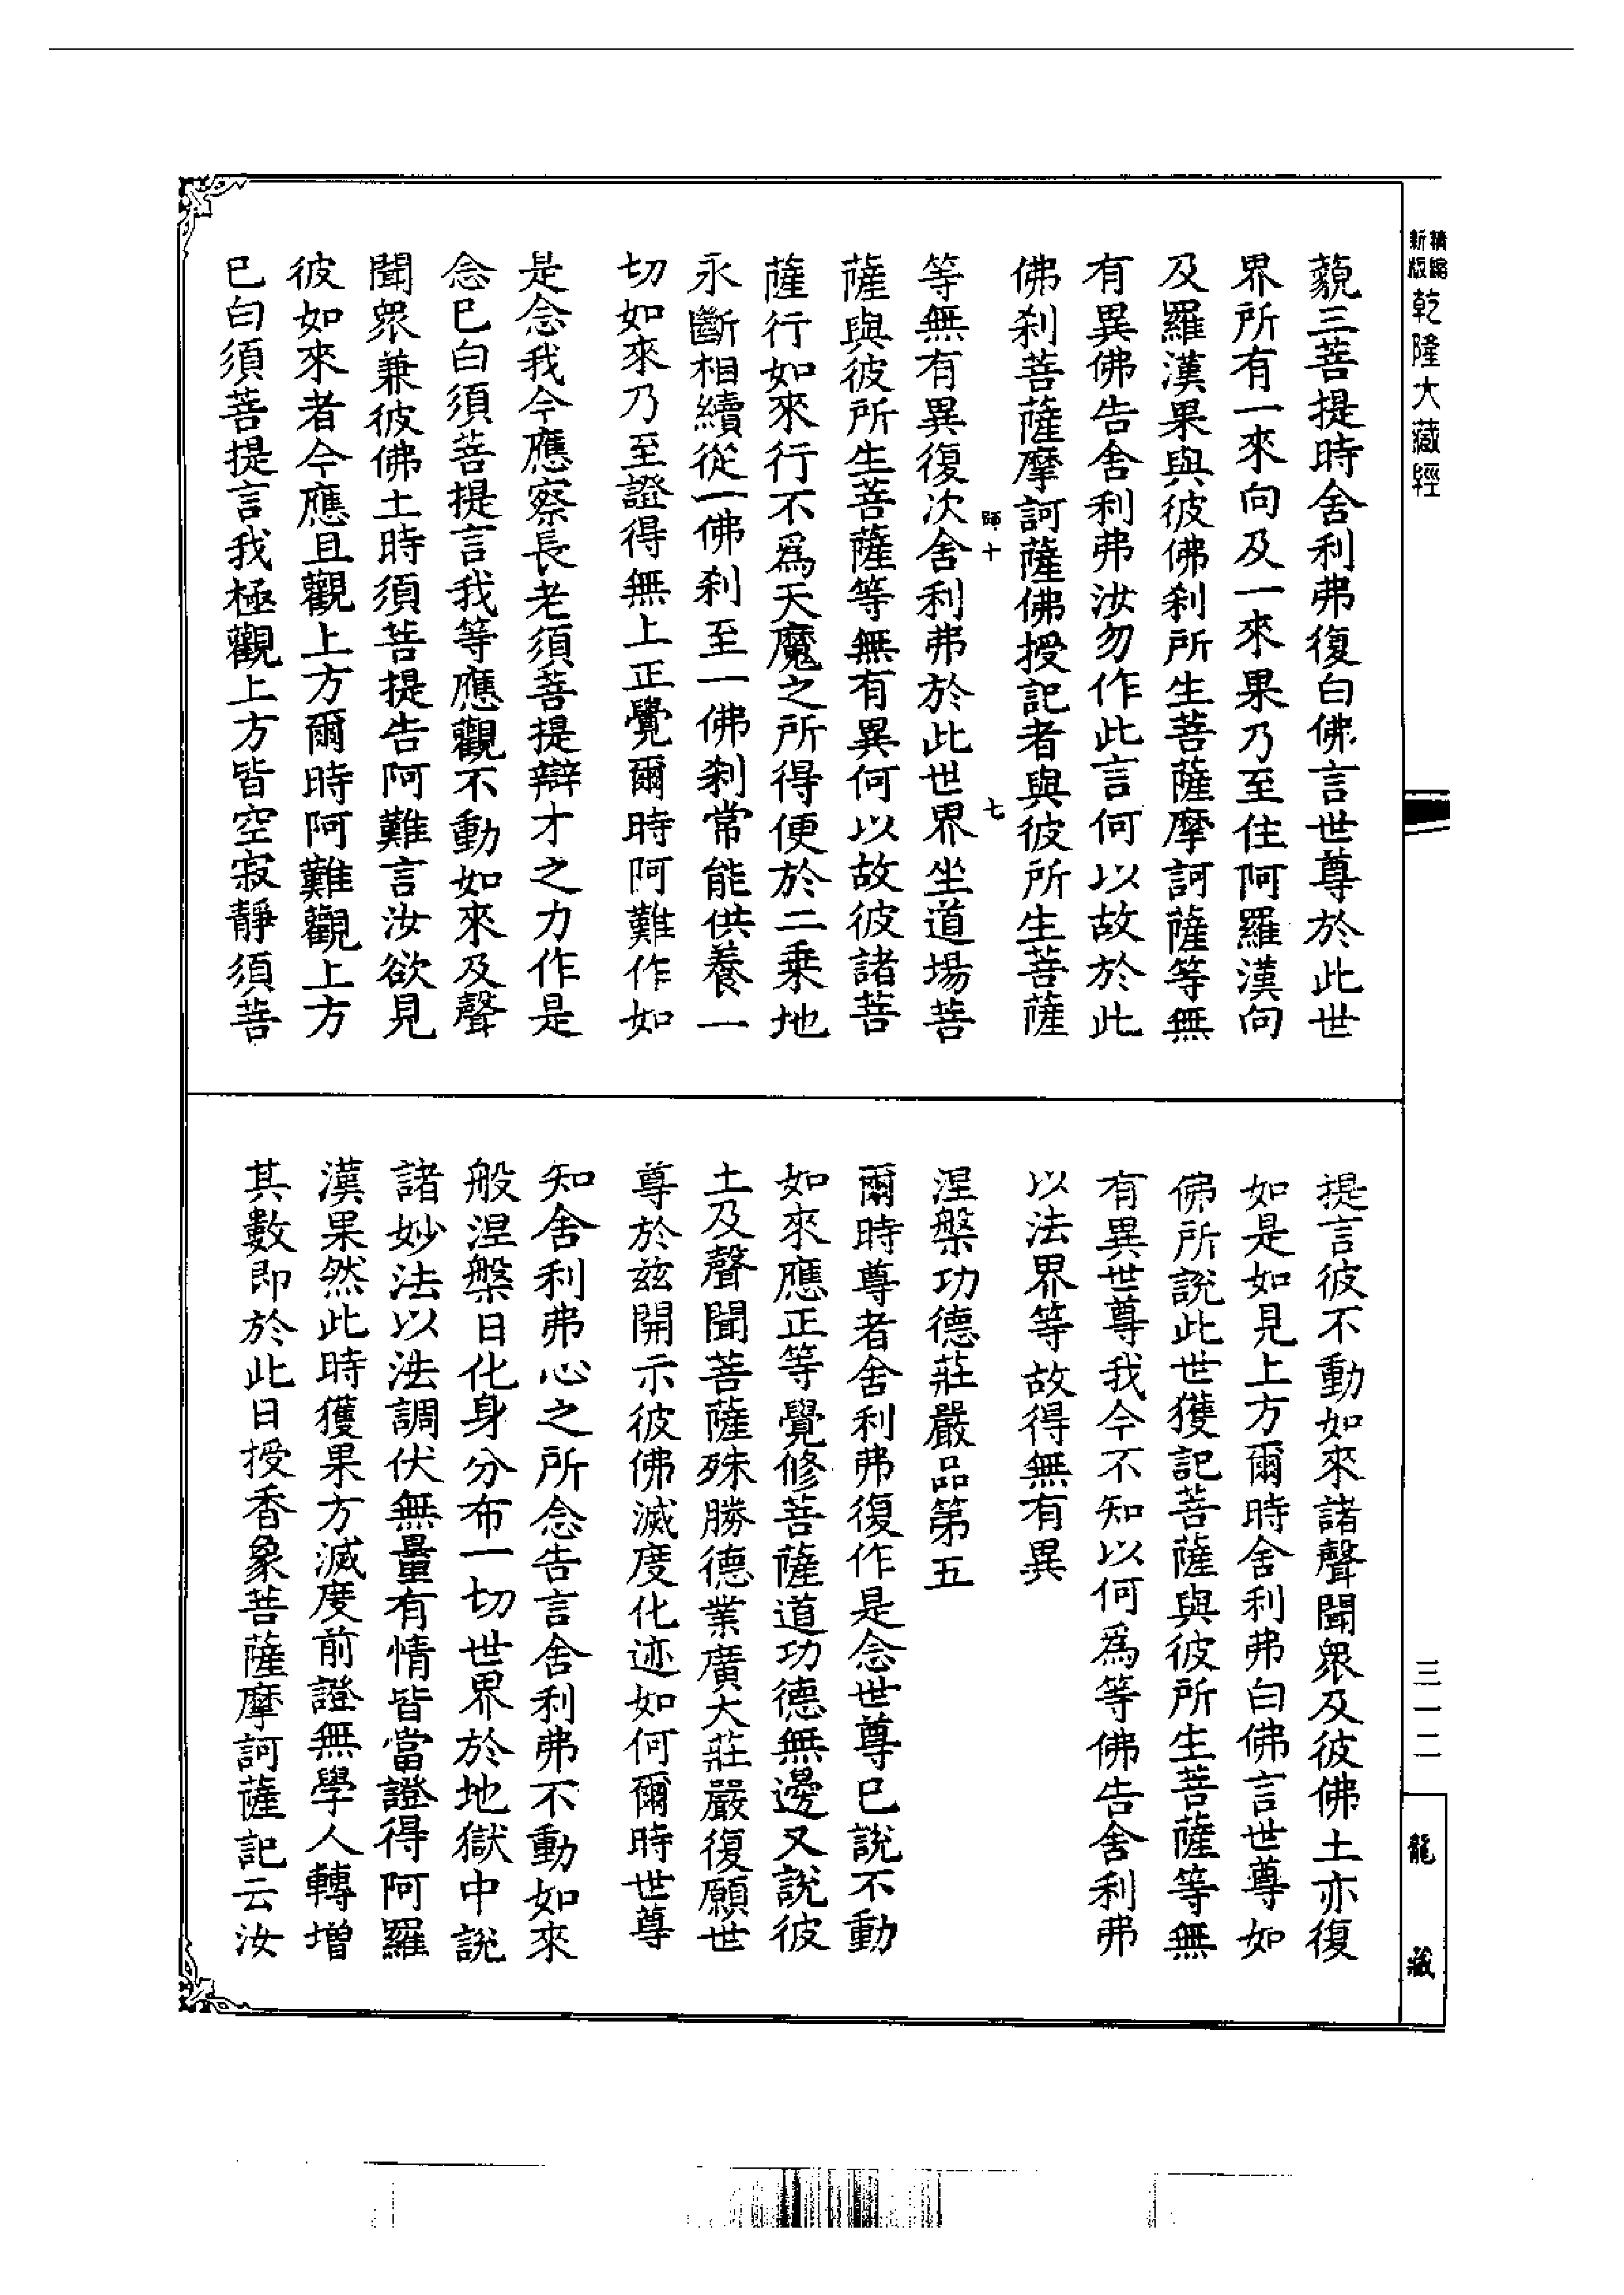 精縮
新版
乾隆大藏經
三一二
龍藏
藐三菩提時舍利弗復白佛言世尊於此世
界所有一來向及一來果乃至住阿羅漢向
及羅漢果與彼佛刹所生菩薩摩訶薩等無
有異佛告舍利弗汝勿作此言何以故於此
佛刹菩薩摩訶薩佛授記者與彼所生菩薩
七
等無有異復次舍利弗於此世界坐道場菩
薩與彼所生菩薩等無有異何以故彼諸菩
薩行如來行不爲天魔之所得便於二乗地
永斷相續從一佛刹至一佛刹常能供養一
切如來乃至證得無上正覺爾時阿難作如
是念我今應察長老須菩提辯才之力作是
念巳白須菩提言我等應觀不動如來及聲
聞眾兼彼佛土時須菩提告阿難言汝欲見
彼如來者今應且觀上方爾時阿難觀上方
巳白須菩提言我極觀上方皆空寂靜須菩
提言彼不動如來諸聲聞眾及彼佛土亦復
如是如見上方爾時舍利弗白佛言世尊如
佛所說此世獲記菩薩與彼所生菩薩等無
有異世尊我今不知以何爲等佛告舍利弗
以法界等故得無有異
涅槃功德莊嚴品第五
爾時尊者舍利弗復作是念世尊巳說不動
如來應正等覺修菩薩道功德無邊又說彼
土及聲聞菩薩殊勝德業廣大莊嚴復願世
尊於兹開示彼佛滅度化迹如何爾時世尊
知舍利弗心之所念告言舍利弗不動如來
般涅槃日化身分布一切世界於地獄中說
諸妙法以法調伏無量有情皆當證得阿羅
漢果然此時獲果方滅度前證無學人轉增
其數即於此日授香象菩薩摩訶薩記云汝